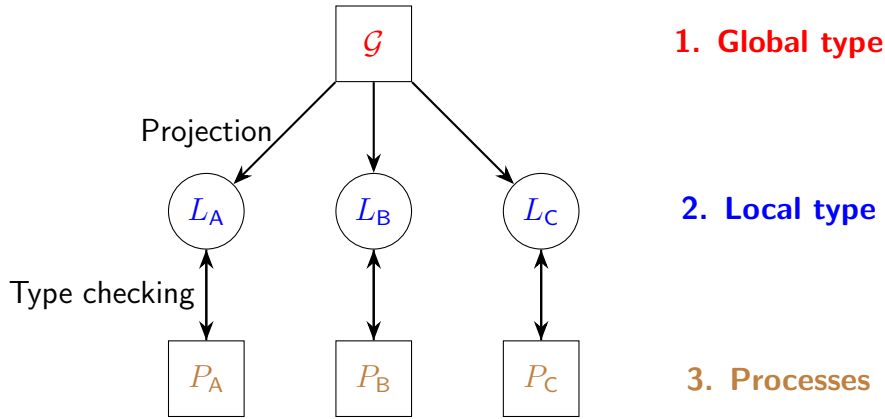 𝒢 1. Global type
Projection
L_A L_B L_C 2. Local type
Type checking
P_A P_B P_C 3. Processes